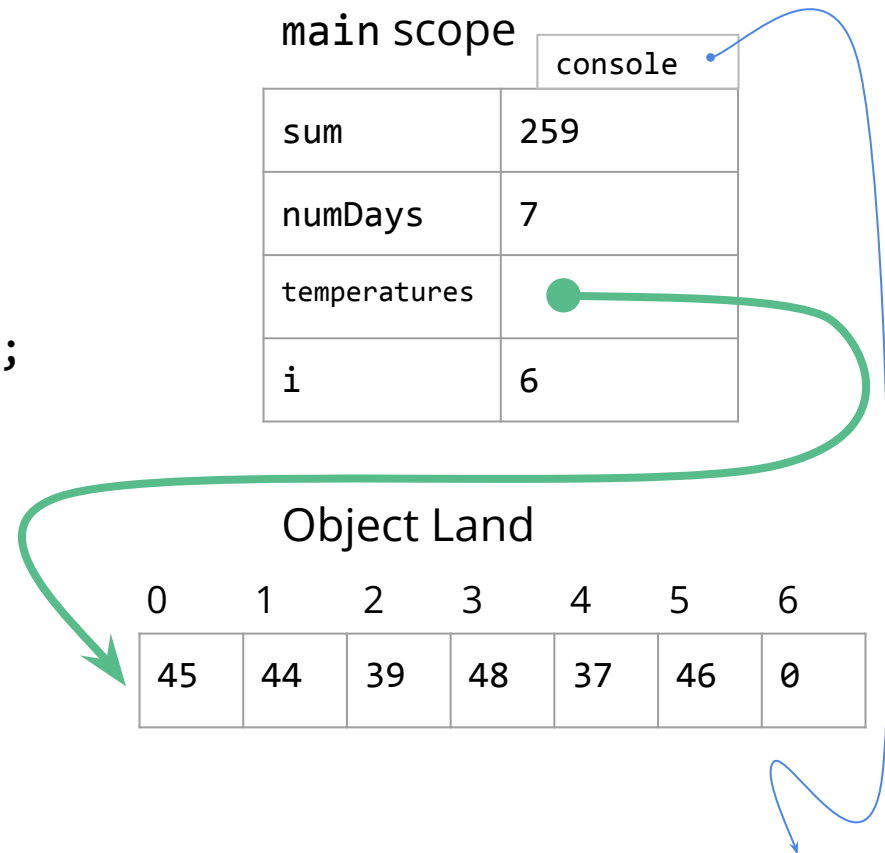 main scope
console
sum 259
numDays 7
temperatures
;
i 6
Object Land
0 1 2 3 4 5 6
45 44 39 48 37 46 0